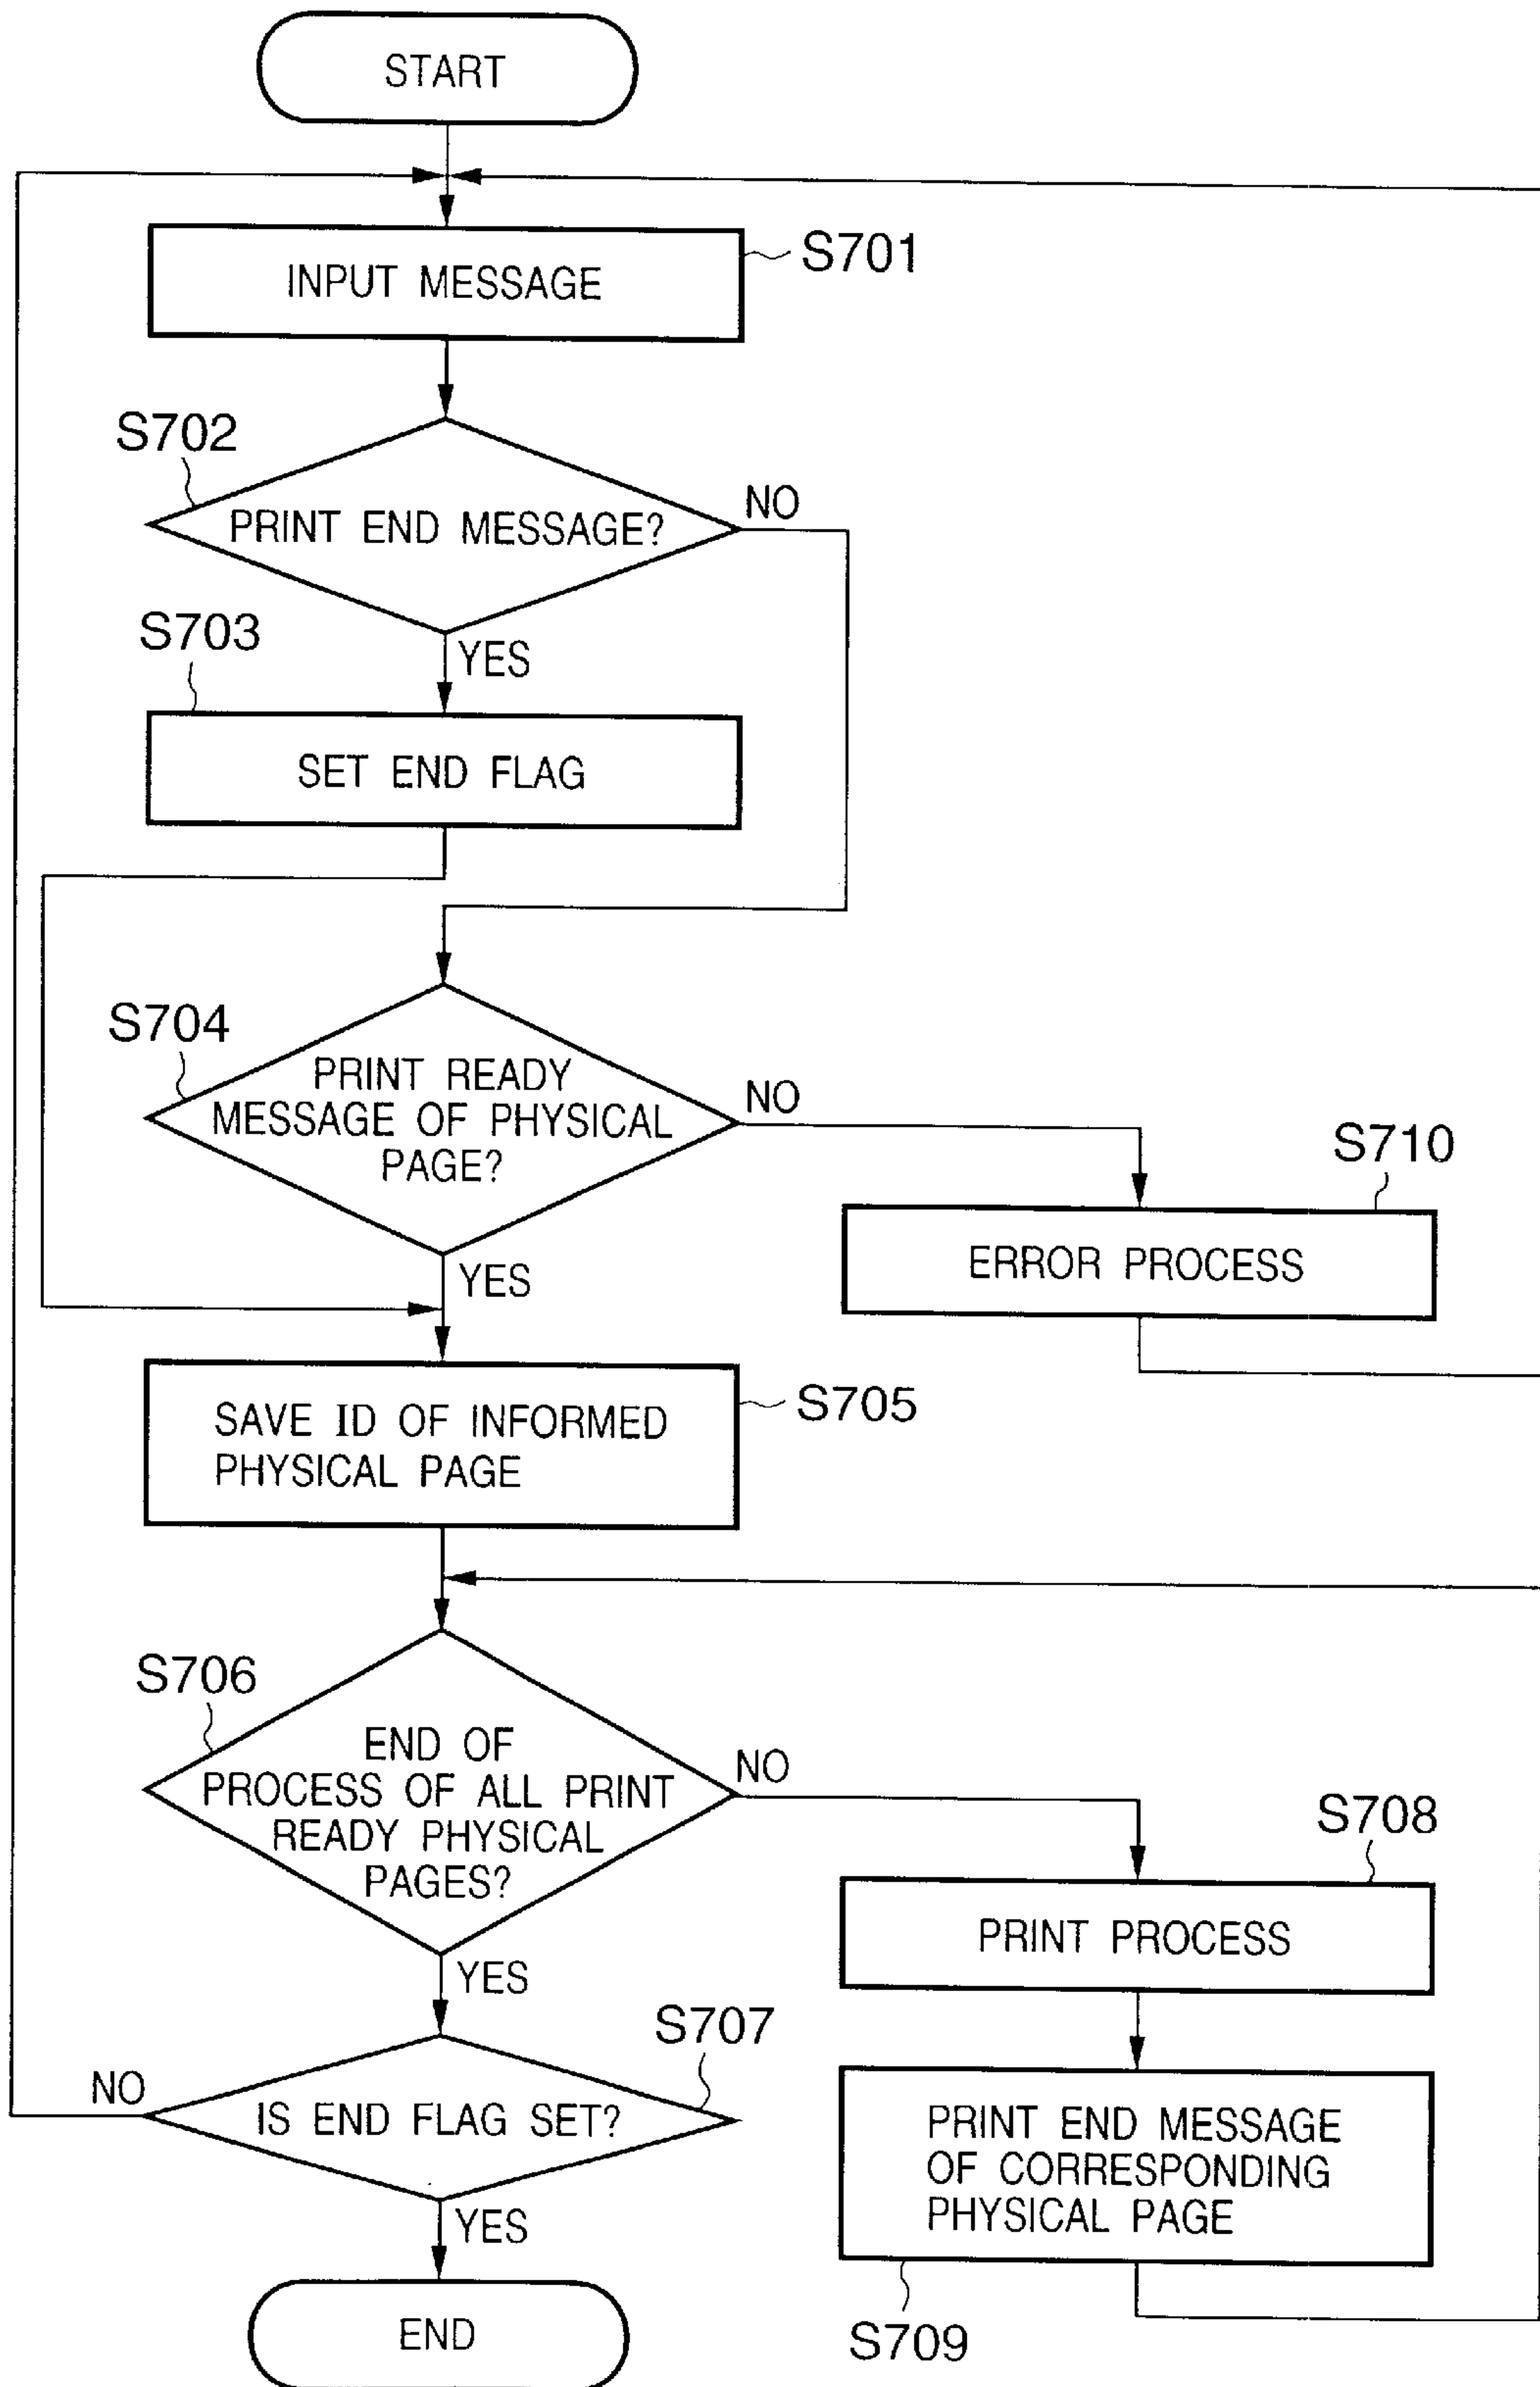 START
INPUT MESSAGE
S701
S702
PRINT END MESSAGE?
NO
YES
S703
SET END FLAG
S704
PRINT READY
MESSAGE OF PHYSICAL
PAGE?
NO
YES
S710
ERROR PROCESS
SAVE ID OF INFORMED
PHYSICAL PAGE
S705
S706
END OF
PROCESS OF ALL PRINT
READY PHYSICAL
PAGES?
NO
YES
S708
PRINT PROCESS
S707
IS END FLAG SET?
NO
YES
PRINT END MESSAGE
OF CORRESPONDING
PHYSICAL PAGE
S709
END